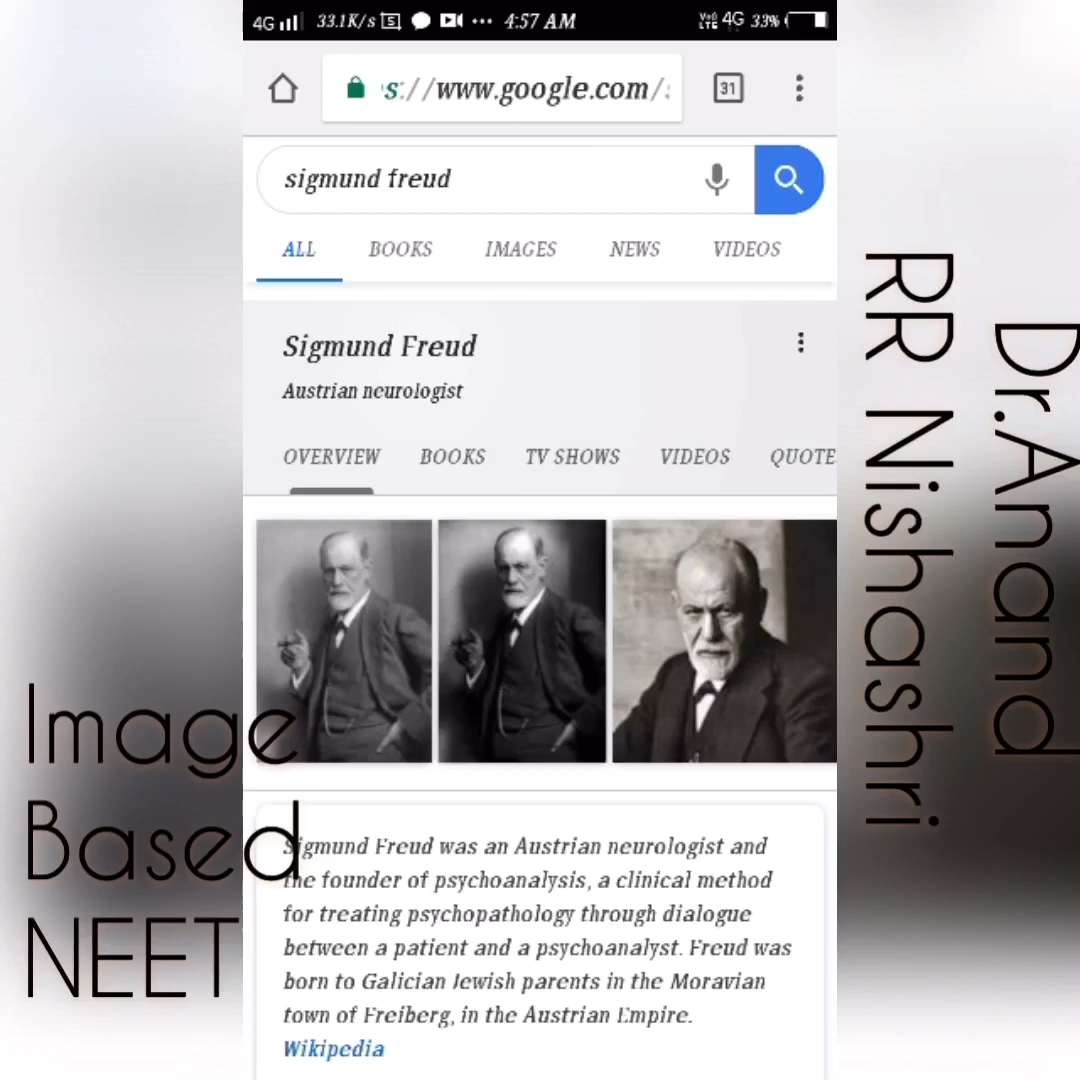 4G 33.1K/s S 4:57 AM VoD LTE 4G 33%
s://www.google.com/
31
sigmund freud
ALL BOOKS IMAGES NEWS VIDEOS
Sigmund Freud
Austrian neurologist
OVERVIEW BOOKS TV SHOWS VIDEOS QUOTE
Sigmund Freud was an Austrian neurologist and
the founder of psychoanalysis, a clinical method
for treating psychopathology through dialogue
between a patient and a psychoanalyst. Freud was
born to Galician Jewish parents in the Moravian
town of Freiberg, in the Austrian Empire.
Wikipedia
Image
Based
NEET
Dr.Anand
RR Nishashri